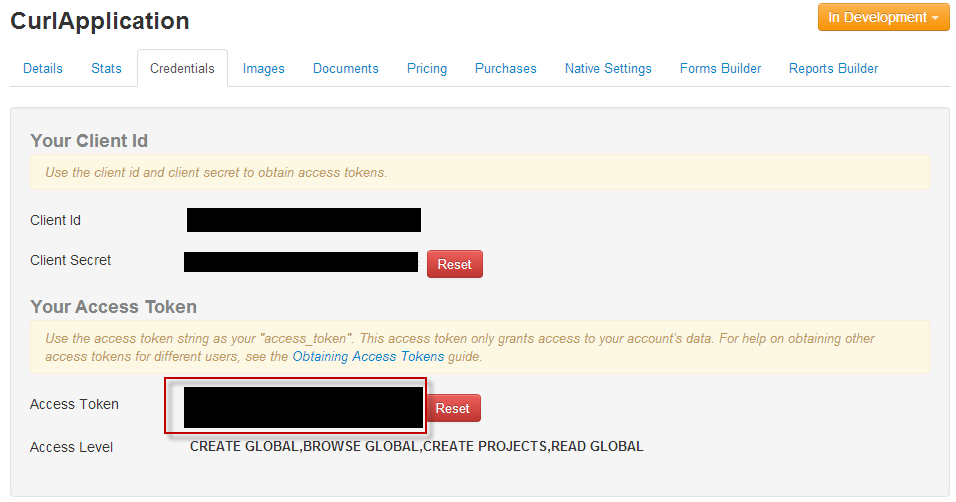 CurlApplication
In Development
Details Stats Credentials Images Documents Pricing Purchases Native Settings Forms Builder Reports Builder
Your Client Id
Use the client id and client secret to obtain access tokens.
Client Id
Client Secret Reset
Your Access Token
Use the access token string as your "access_token". This access token only grants access to your account's data. For help on obtaining other
access tokens for different users, see the Obtaining Access Tokens guide.
Access Token Reset
Access Level CREATE GLOBAL,BROWSE GLOBAL,CREATE PROJECTS,READ GLOBAL